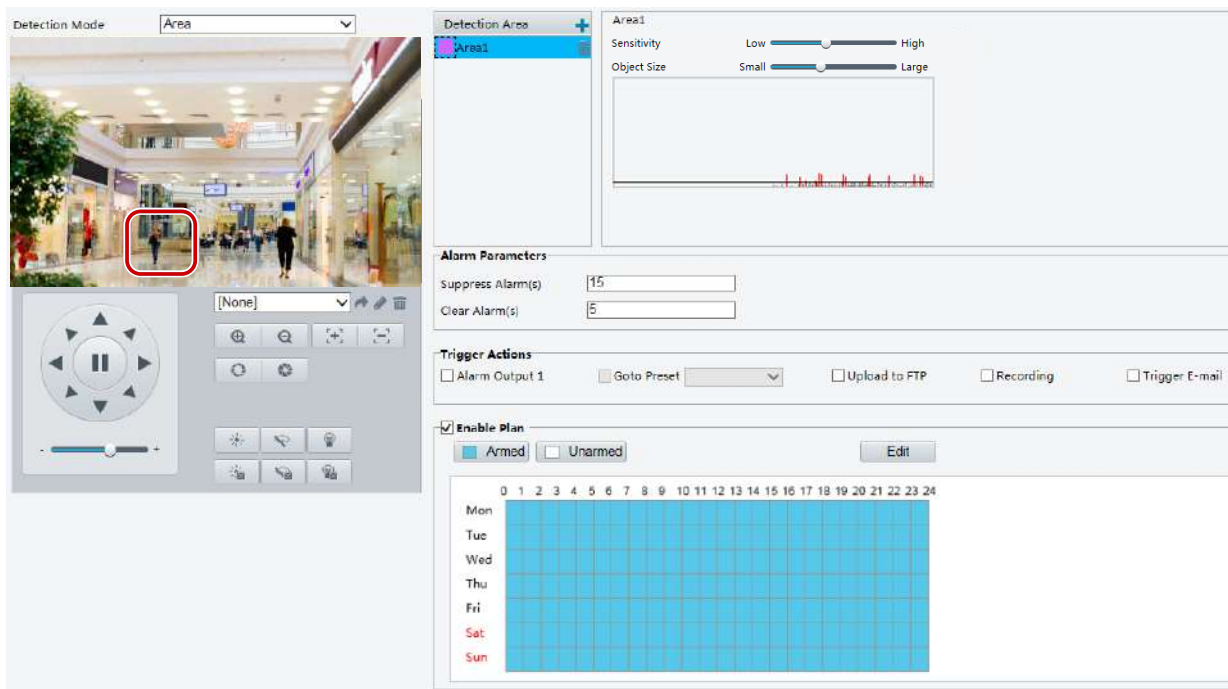 Detection Mode Area
Detection Area
Area1
Area1
Sensitivity Low High
Object Size Small Large
Alarm Parameters
Suppress Alarm(s) 15
Clear Alarm(s) 5
[None]
- +
Trigger Actions
Alarm Output 1 Goto Preset Upload to FTP Recording Trigger E-mail
Enable Plan
Armed Unarmed Edit
0 1 2 3 4 5 6 7 8 9 10 11 12 13 14 15 16 17 18 19 20 21 22 23 24
Mon
Tue
Wed
Thu
Fri
Sat
Sun